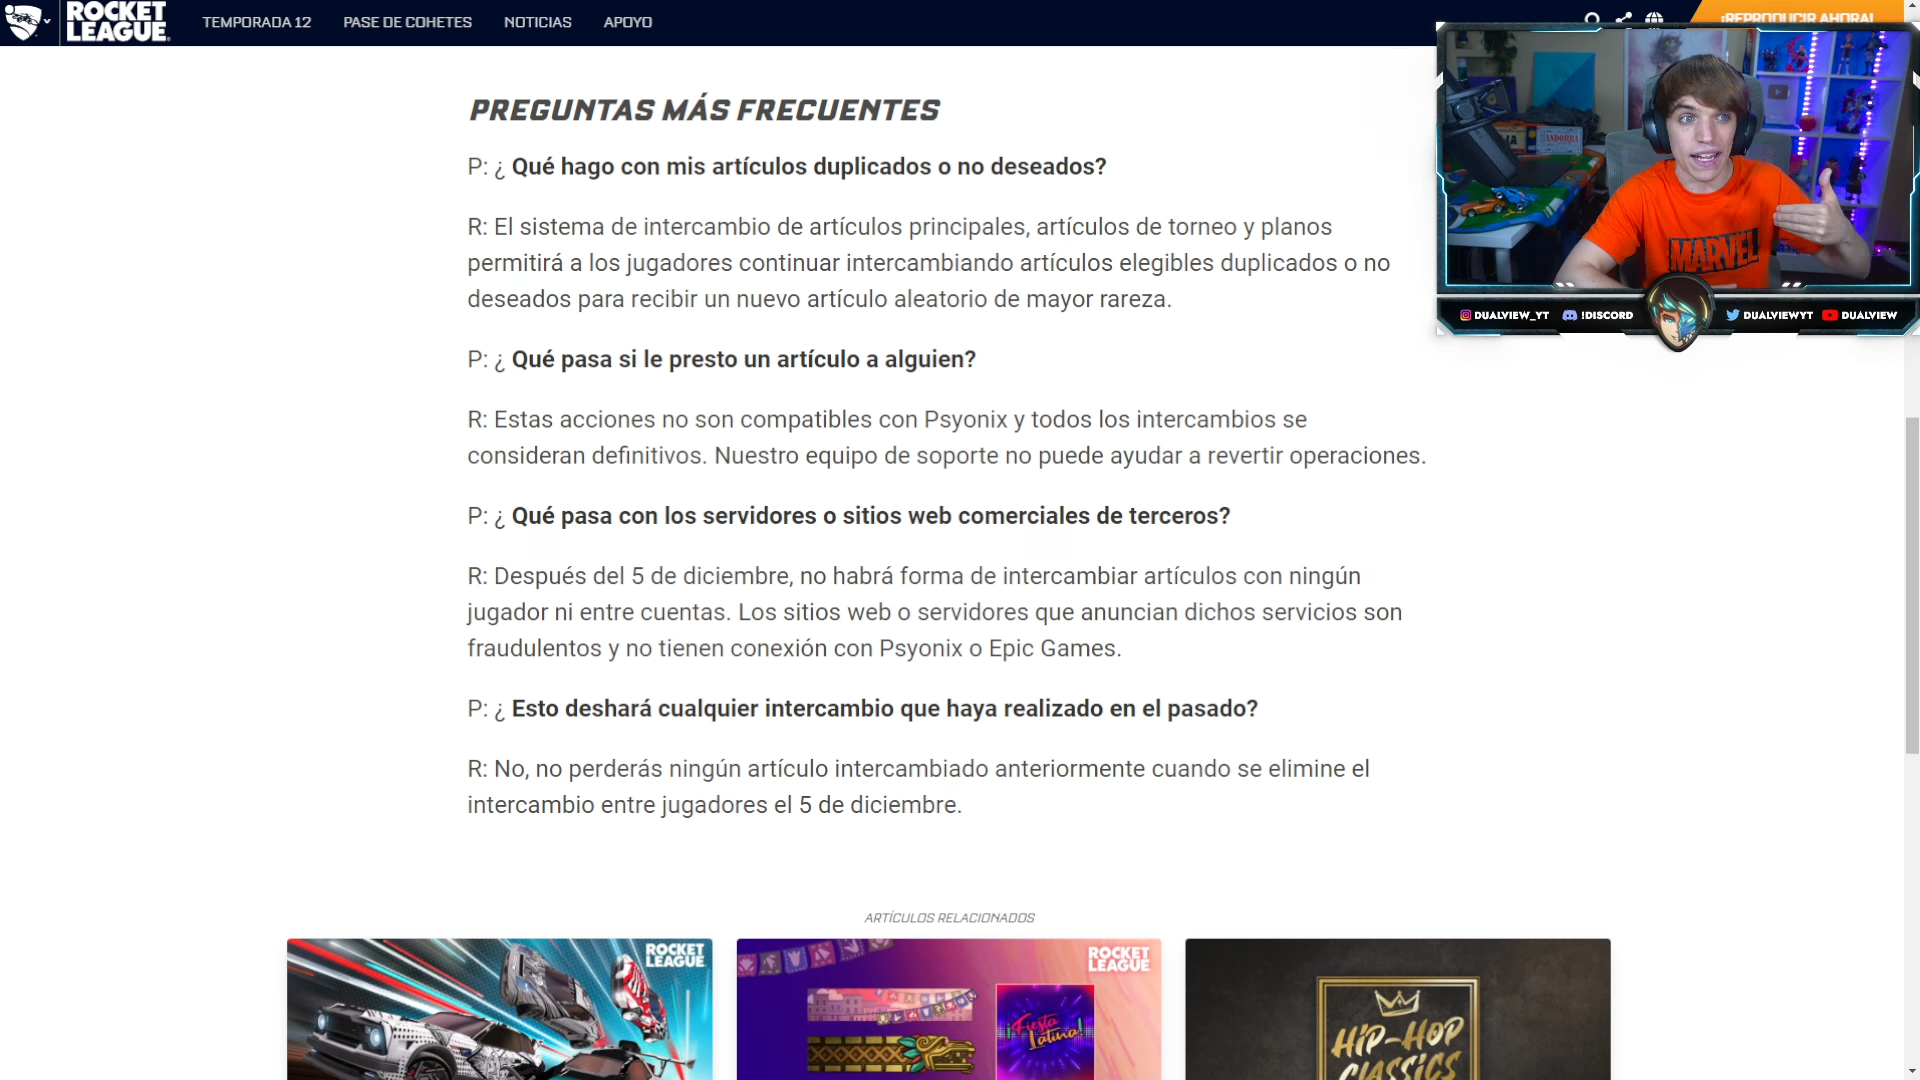 ROCKET
LEAGUE.
TEMPORADA 12
PASE DE COHETES
NOTICIAS
APOYO
¡REPRODUCIR AHORA!
PREGUNTAS MÁS FRECUENTES
P: ¿ Qué hago con mis artículos duplicados o no deseados?
R: El sistema de intercambio de artículos principales, artículos de torneo y planos
permitirá a los jugadores continuar intercambiando artículos elegibles duplicados o no
deseados para recibir un nuevo artículo aleatorio de mayor rareza.
P: ¿ Qué pasa si le presto un artículo a alguien?
R: Estas acciones no son compatibles con Psyonix y todos los intercambios se
consideran definitivos. Nuestro equipo de soporte no puede ayudar a revertir operaciones.
P: ¿ Qué pasa con los servidores o sitios web comerciales de terceros?
R: Después del 5 de diciembre, no habrá forma de intercambiar artículos con ningún
jugador ni entre cuentas. Los sitios web o servidores que anuncian dichos servicios son
fraudulentos y no tienen conexión con Psyonix o Epic Games.
P: ¿ Esto deshará cualquier intercambio que haya realizado en el pasado?
R: No, no perderás ningún artículo intercambiado anteriormente cuando se elimine el
intercambio entre jugadores el 5 de diciembre.
ANDORRA
MARVEL
DUALVIEW_YT
!DISCORD
DUALVIEWYT
DUALVIEW
ARTÍCULOS RELACIONADOS
ROCKET
LEAGUE
ROCKET
LEAGUE
¡Fiesta
Latina!
HIP-HOP
CLASSICS